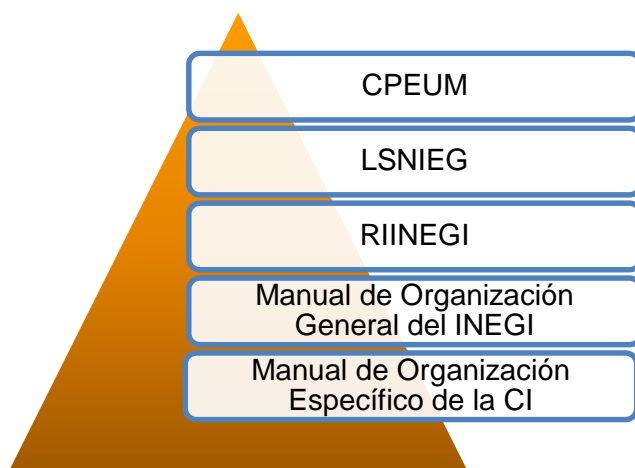 CPEUM
LSNIEG
RIINEGI
Manual de Organización
General del INEGI
Manual de Organización
Específico de la CI